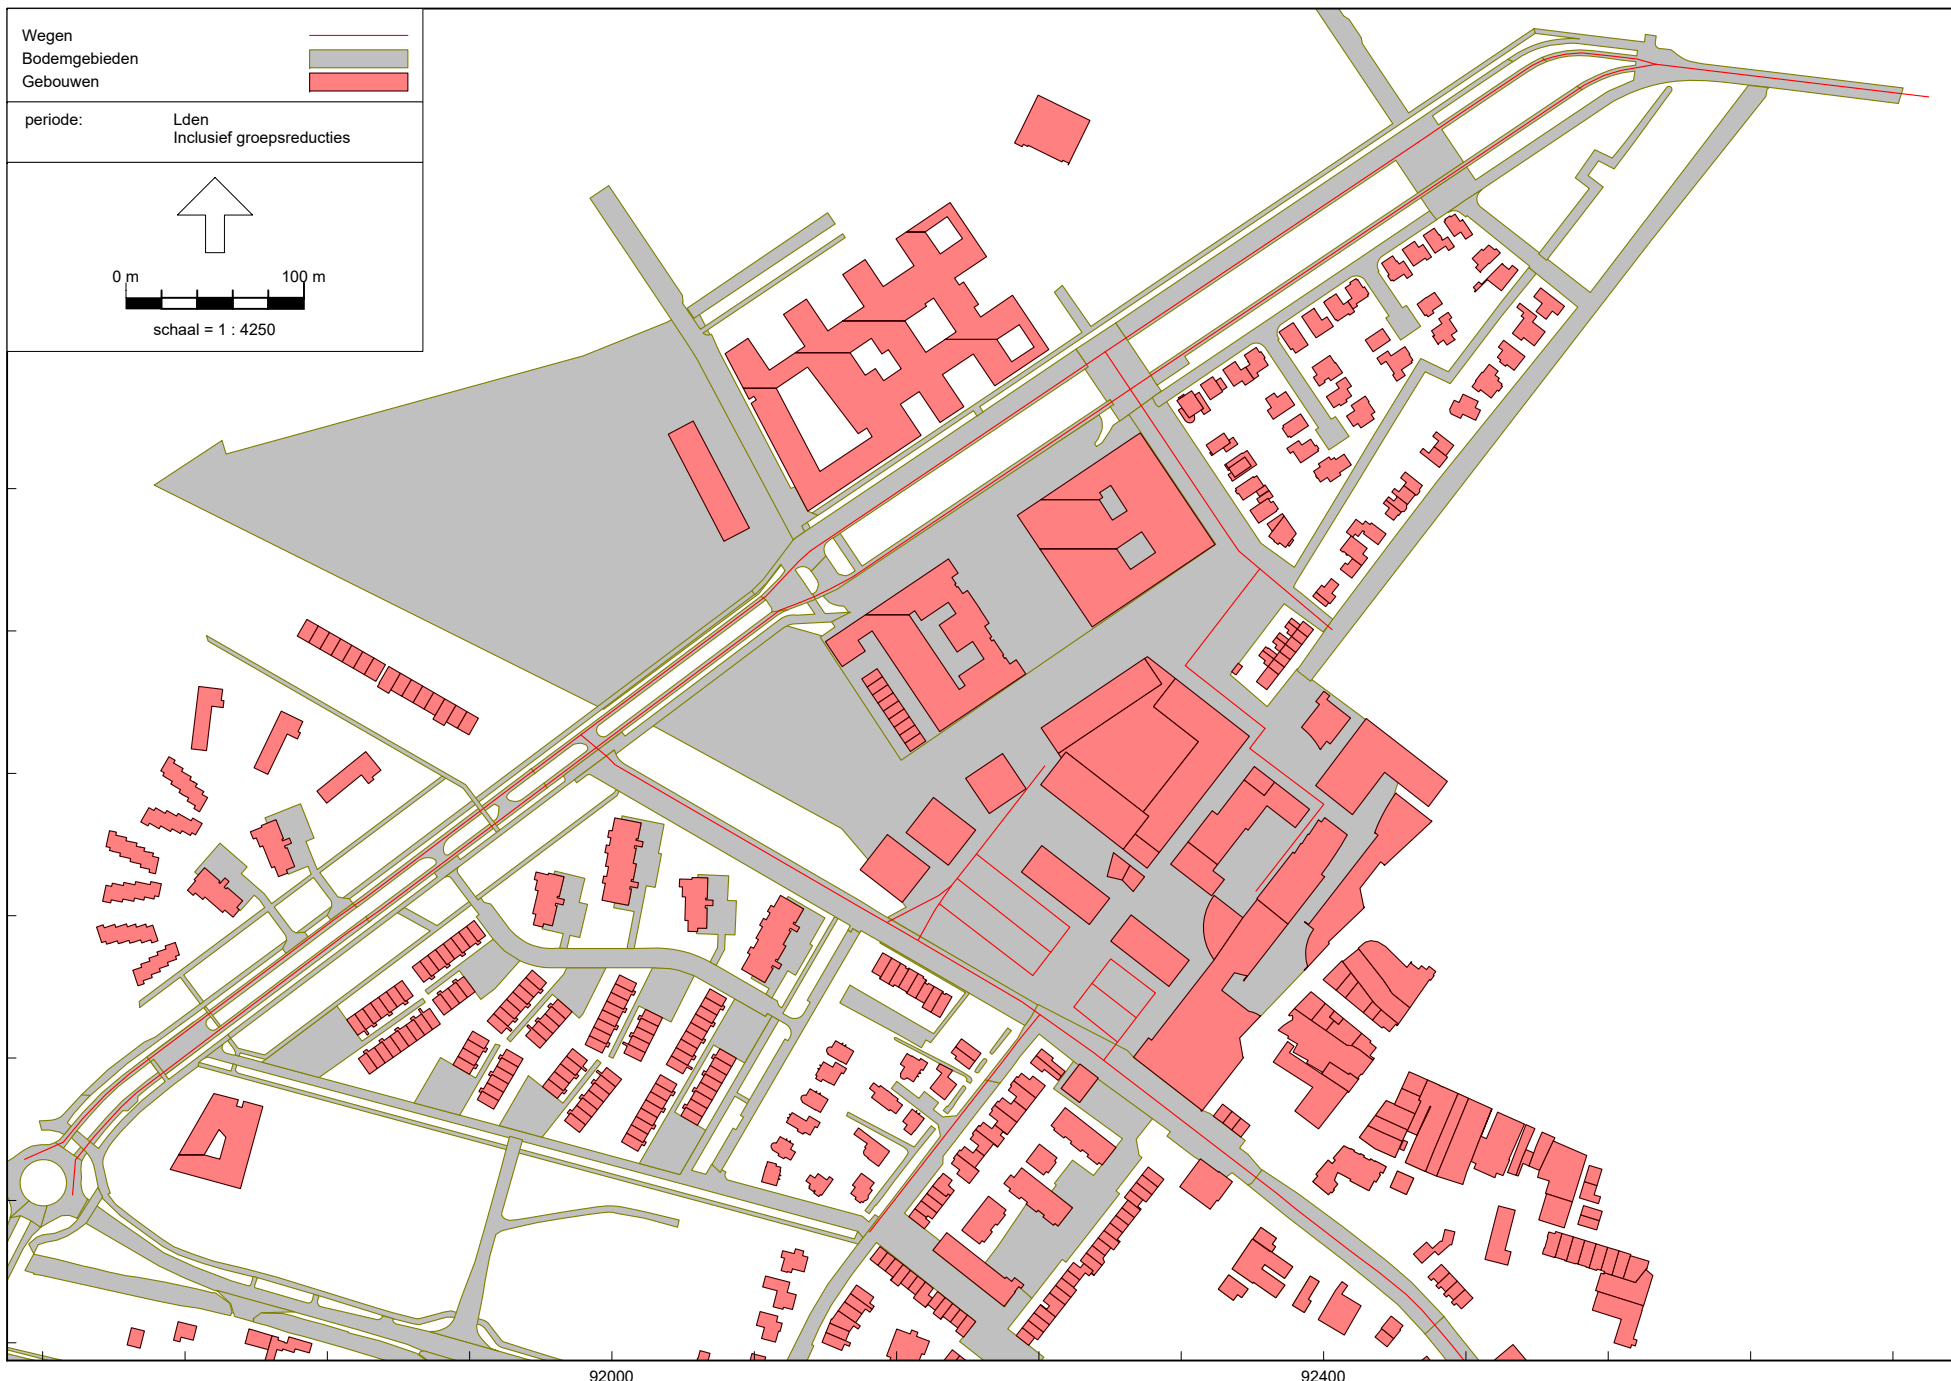 Wegen
Bodemgebieden
Gebouwen
periode: Lden
Inclusief groepsreducties
0 m 100 m
schaal = 1 : 4250
92000 92400